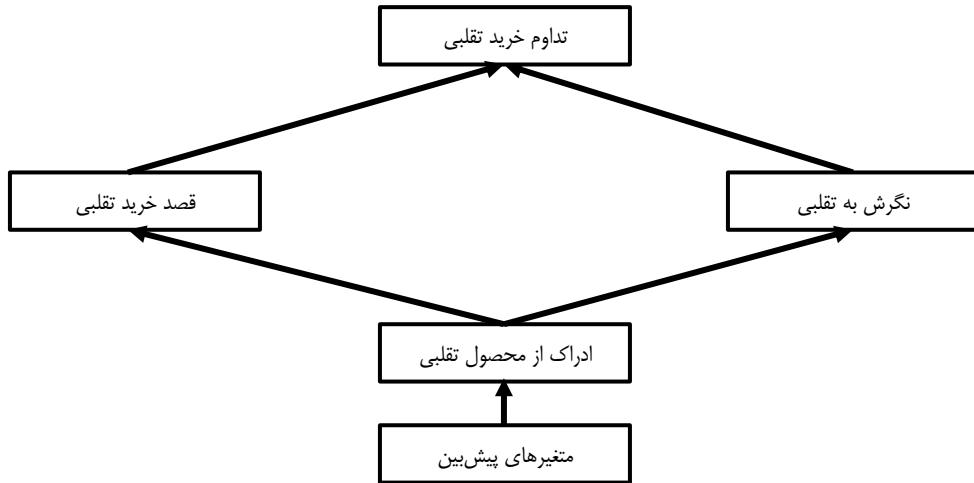 تداوم خرید تقلبی
نگرش به تقلبی
قصد خرید تقلبی
ادراک از محصول تقلبی
متغیرهای پیش‌بین